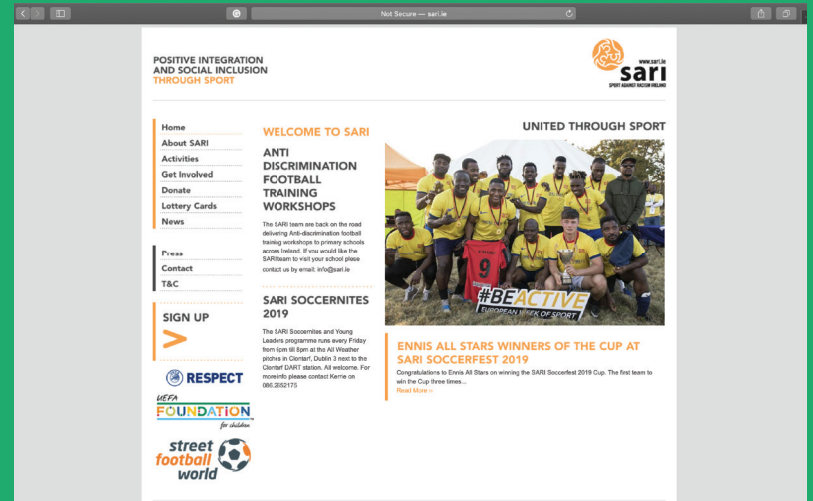 Not Secure — sari.ie
POSITIVE INTEGRATION
AND SOCIAL INCLUSION
THROUGH SPORT
www.sari.ie
sari
SPORT AGAINST RACISM IRELAND
Home
About SARI
Activities
Get Involved
Donate
Lottery Cards
News
Press
Contact
T&C
SIGN UP
>
RESPECT
UEFA
FOUNDATION
for children
street
football
world
WELCOME TO SARI
ANTI
DISCRIMINATION
FOOTBALL
TRAINING
WORKSHOPS
The SARI team are back on the road
delivering Anti-discrimination football
training workshops to primary schools
across Ireland. If you would like the
SARIteam to visit your school plese
contact us by email: info@sari.ie
SARI SOCCERNITES
2019
The SARI Soccernites and Young
Leaders programme runs every Friday
from till 8pm at the All Weather
pitchs in Clontarf, Dublin 3 next to the
Clontarf DART station. All welcome. For
moreinfo please contact Kerrie on
UNITED THROUGH SPORT
9
#BEACTIVE
EUROPEAN WEEK OF SPORT
ENNIS ALL STARS WINNERS OF THE CUP AT
SARI SOCCERFEST 2019
Congratulations to Ennis All Stars on winning the SARI Soccerfest 2019 Cup. The first team to
win the Cup three times...
Read More ››